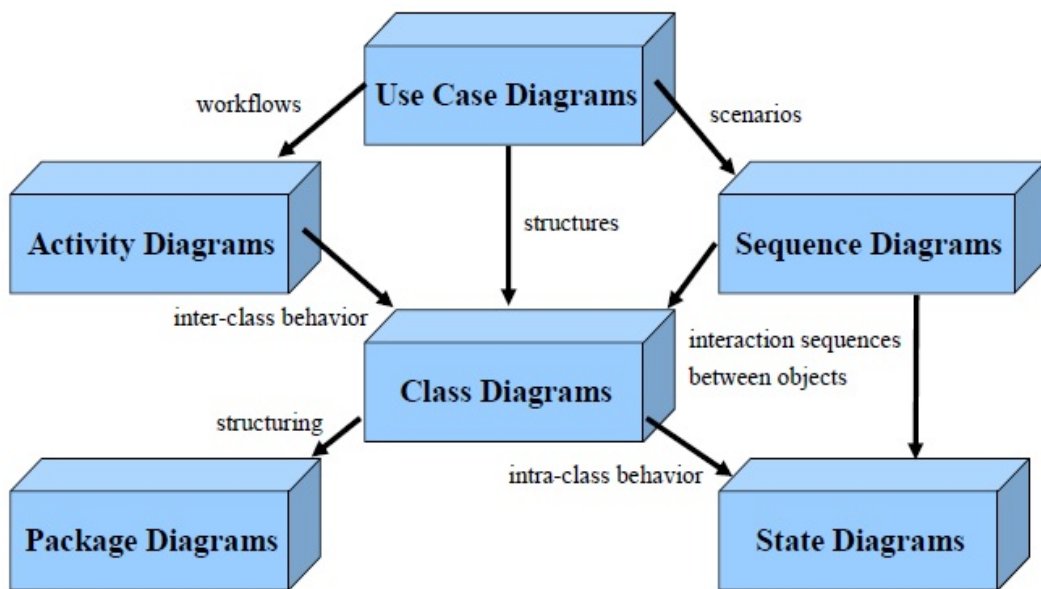 Use Case Diagrams
workflows
scenarios
Activity Diagrams
structures
Sequence Diagrams
inter-class behavior
interaction sequences
between objects
Class Diagrams
structuring
intra-class behavior
Package Diagrams
State Diagrams